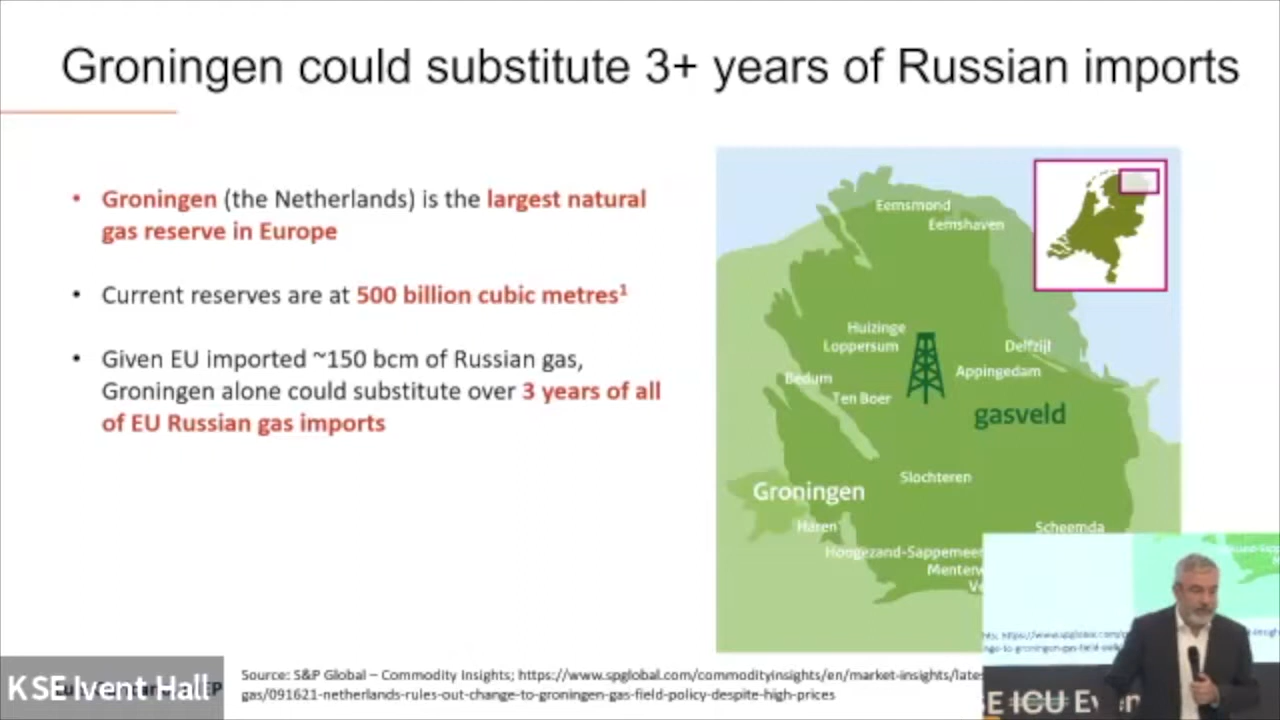 Groningen could substitute 3+ years of Russian imports
• Groningen (the Netherlands) is the largest natural
gas reserve in Europe
• Current reserves are at 500 billion cubic metres¹
• Given EU imported ~150 bcm of Russian gas,
Groningen alone could substitute over 3 years of all
of EU Russian gas imports
Eemsmond
Eemshaven
Huizinge
Loppersum
Delfzijl
Appingedam
Bedum
Ten Boer
gasveld
Slochteren
Groningen
Haren
Scheemda
Hoogezand-Sappemeer
Source: S&P Global – Commodity Insights; https://www.spglobal.com/commodityinsights/en/market-insights/late
gas/091621-netherlands-rules-out-change-to-groningen-gas-field-policy-despite-high-prices
KSE Ivent Hall
SE ICU Even